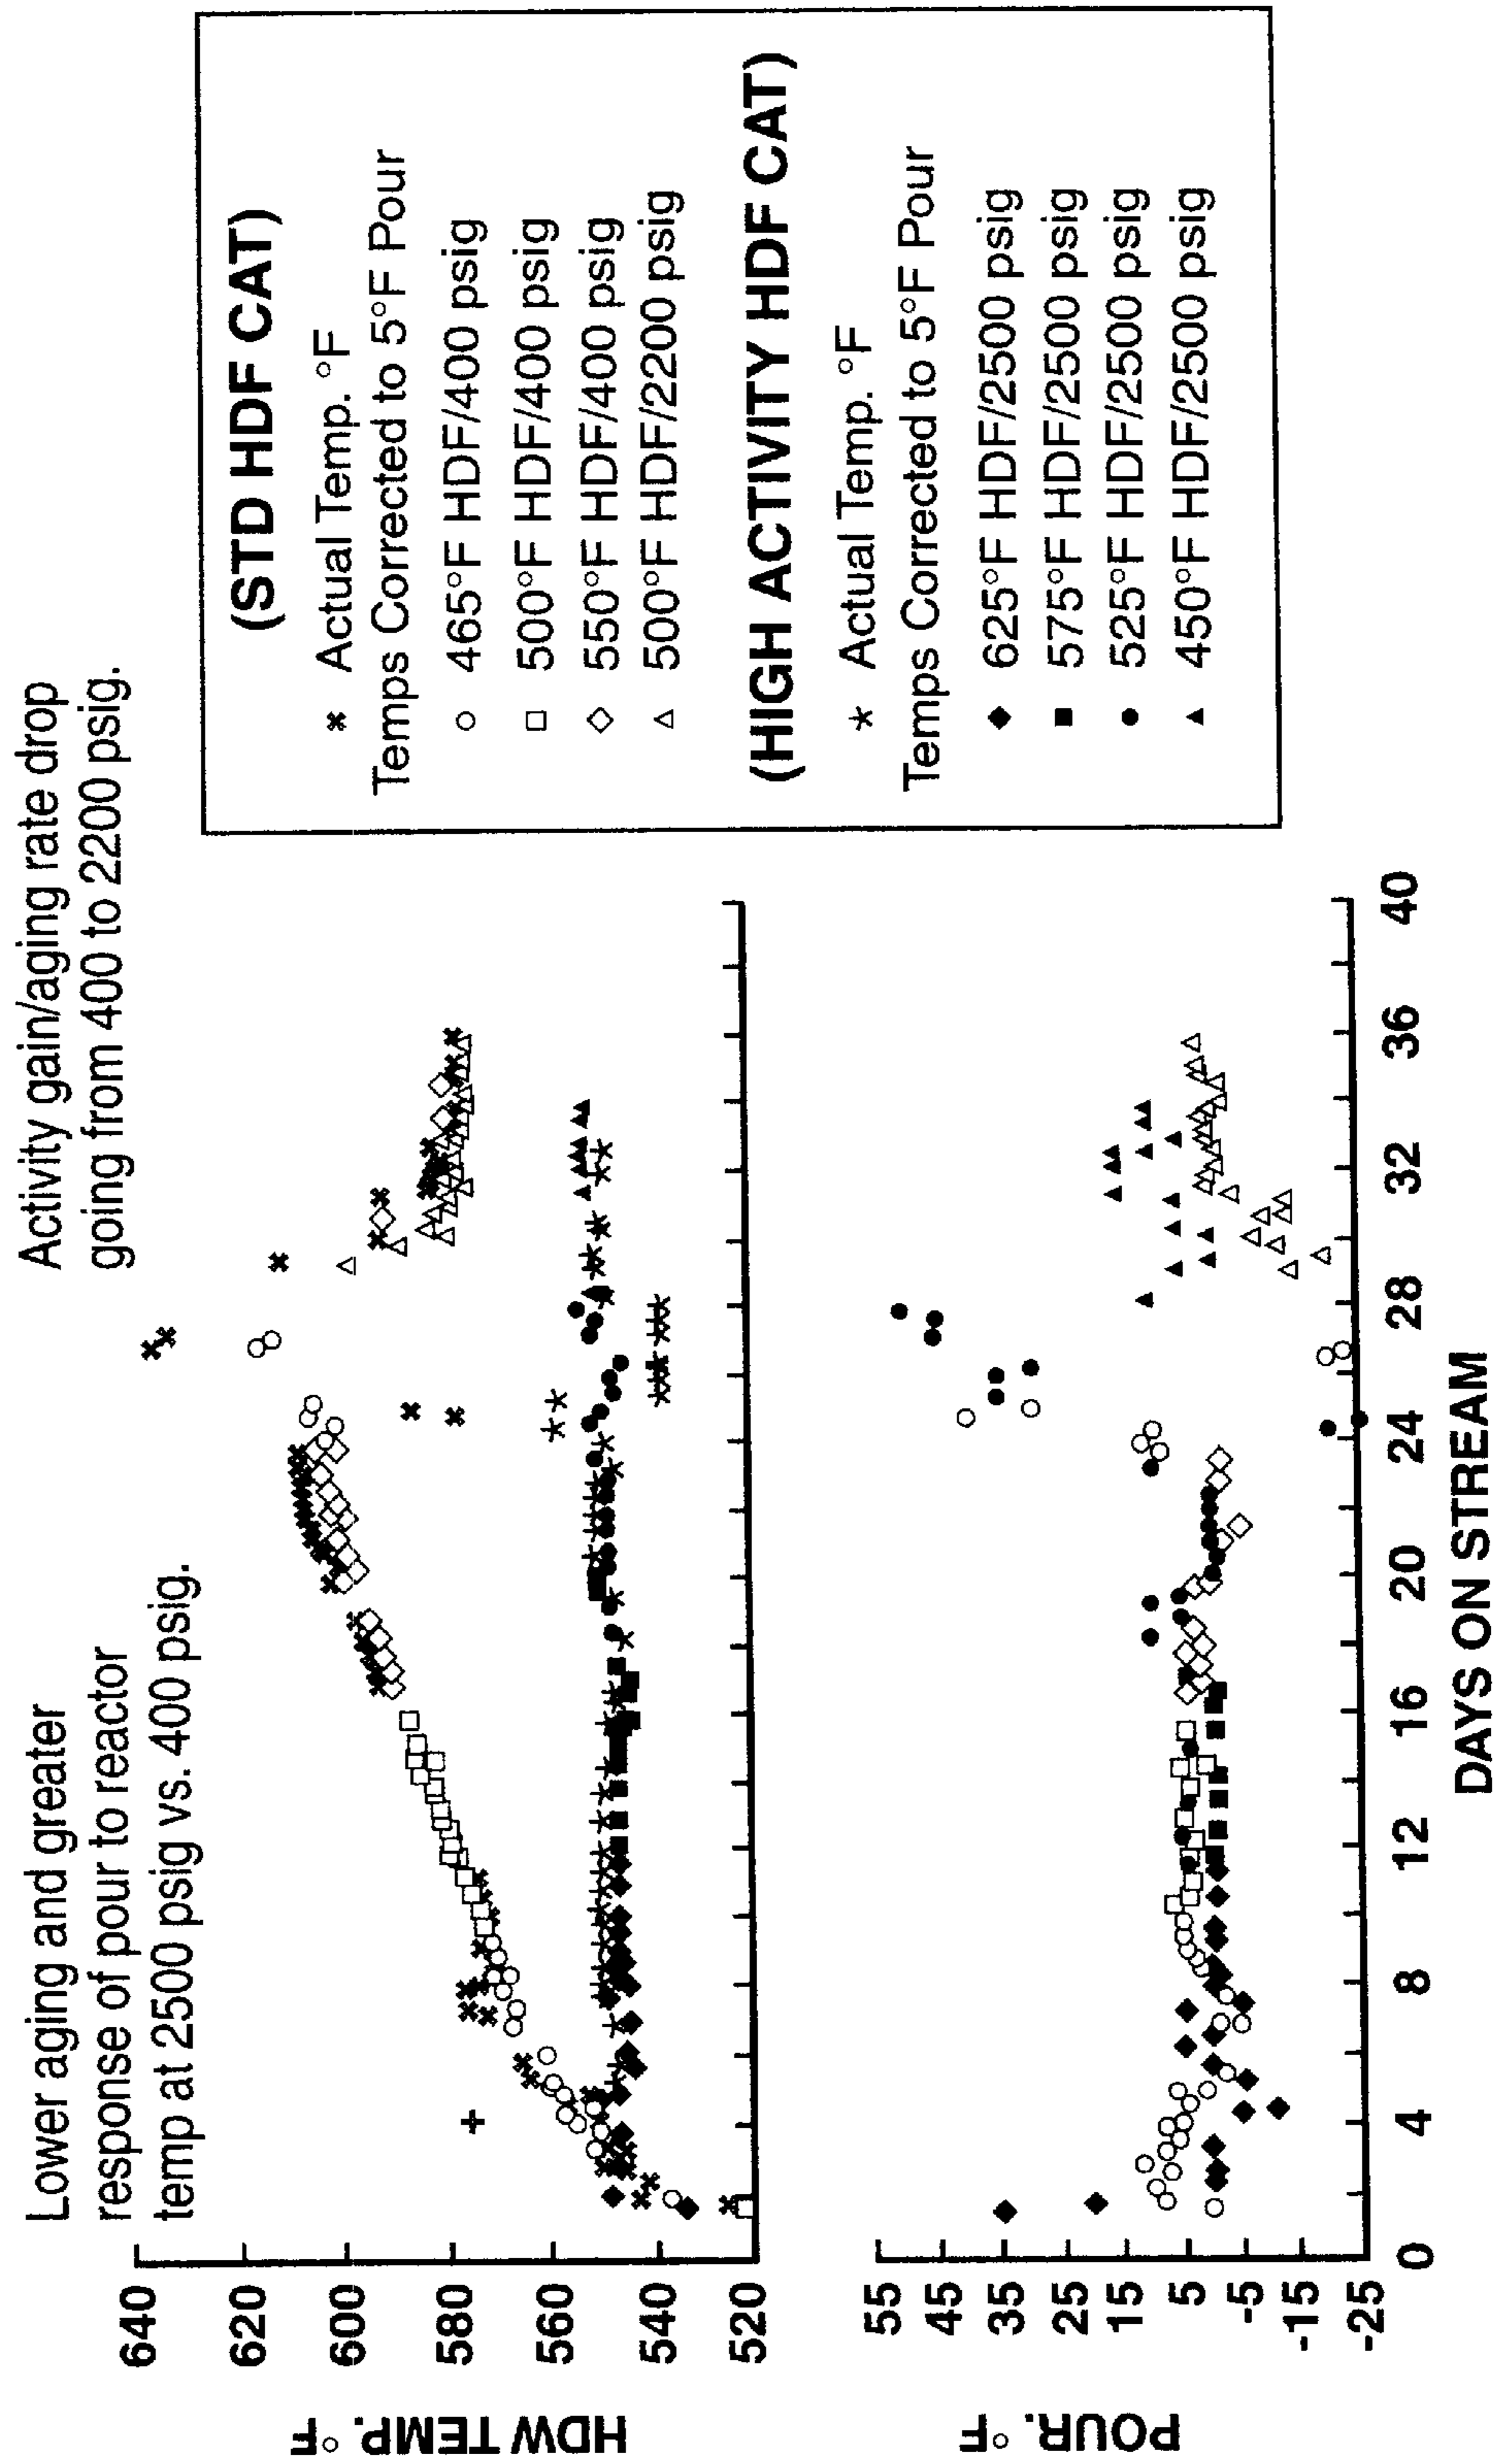 Lower aging and greater
response of pour to reactor
temp at 2500 psig vs. 400 psig.
Activity gain/aging rate drop
going from 400 to 2200 psig.
HDW TEMP. °F
640
620
600
580
560
540
520
POUR. °F
55
45
35
25
15
5
-5
-15
-25
0
4
8
12
16
20
24
28
32
36
40
DAYS ON STREAM
(STD HDF CAT)
Actual Temp. °F
Temps Corrected to 5°F Pour
465°F HDF/400 psig
500°F HDF/400 psig
550°F HDF/400 psig
500°F HDF/2200 psig
(HIGH ACTIVITY HDF CAT)
Actual Temp. °F
Temps Corrected to 5°F Pour
625°F HDF/2500 psig
575°F HDF/2500 psig
525°F HDF/2500 psig
450°F HDF/2500 psig